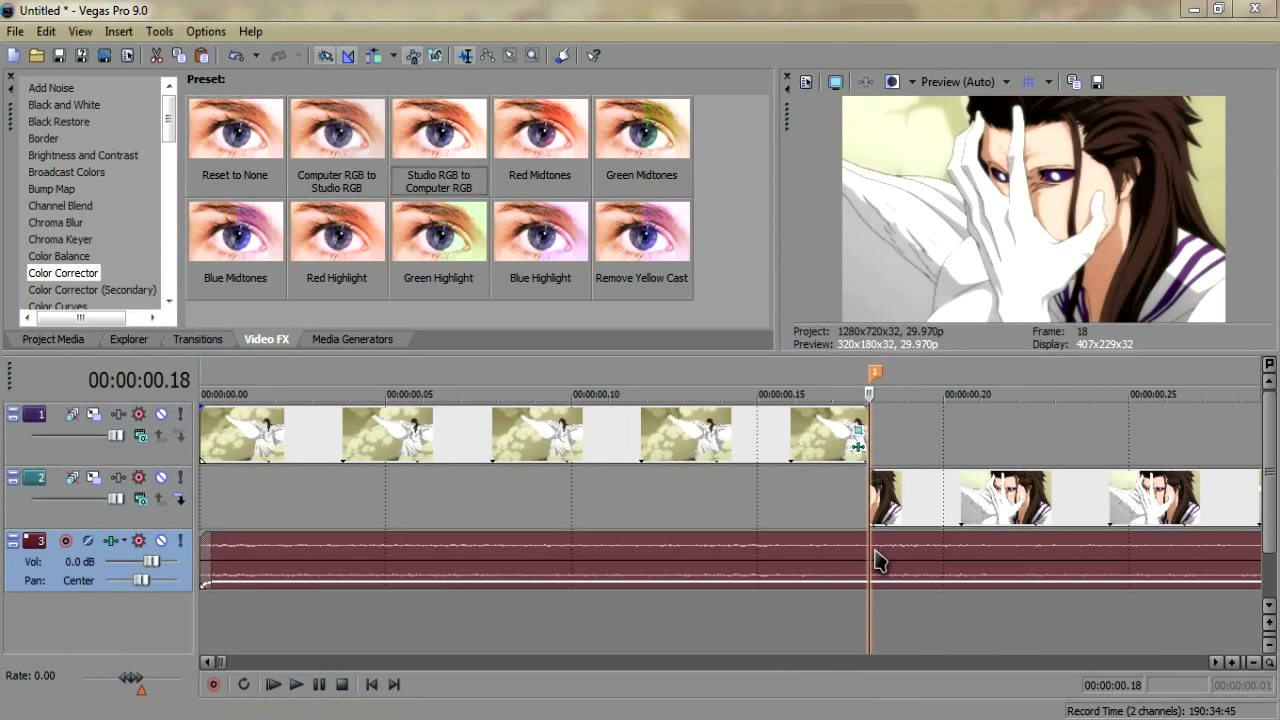 Untitled * - Vegas Pro 9.0
File Edit View Insert Tools Options Help
Add Noise
Black and White
Black Restore
Border
Brightness and Contrast
Broadcast Colors
Bump Map
Channel Blend
Chroma Blur
Chroma Keyer
Color Balance
Color Corrector
Color Corrector (Secondary)
Color Curves
Preset:
Reset to None
Computer RGB to
Studio RGB
Studio RGB to
Computer RGB
Red Midtones
Green Midtones
Blue Midtones
Red Highlight
Green Highlight
Blue Highlight
Remove Yellow Cast
Project Media Explorer Transitions Video FX Media Generators
Preview (Auto)
Project: 1280x720x32, 29.970p Frame: 18
Preview: 320x180x32, 29.970p Display: 407x229x32
00:00:00.18
1
00:00:00.00 00:00:00.05 00:00:00.10 00:00:00.15 00:00:00.20 00:00:00.25
1
2
3
Vol: 0.0 dB
Pan: Center
Rate: 0.00
00:00:00.18 00:00:00.01
Record Time (2 channels): 190:34:45